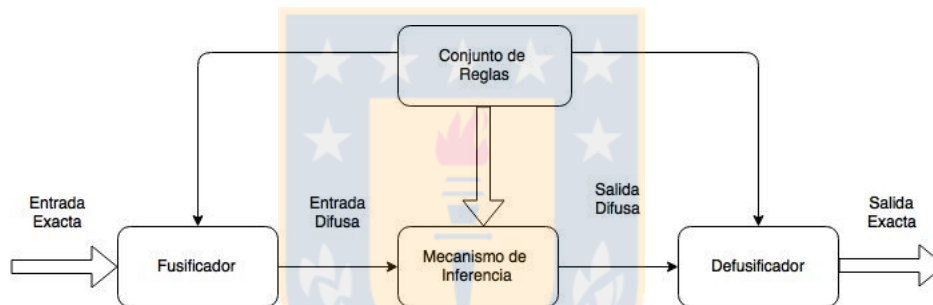 Conjunto de
Reglas
Entrada
Exacta
Entrada
Difusa
Salida
Difusa
Salida
Exacta
Fusificador
Mecanismo de
Inferencia
Defusificador